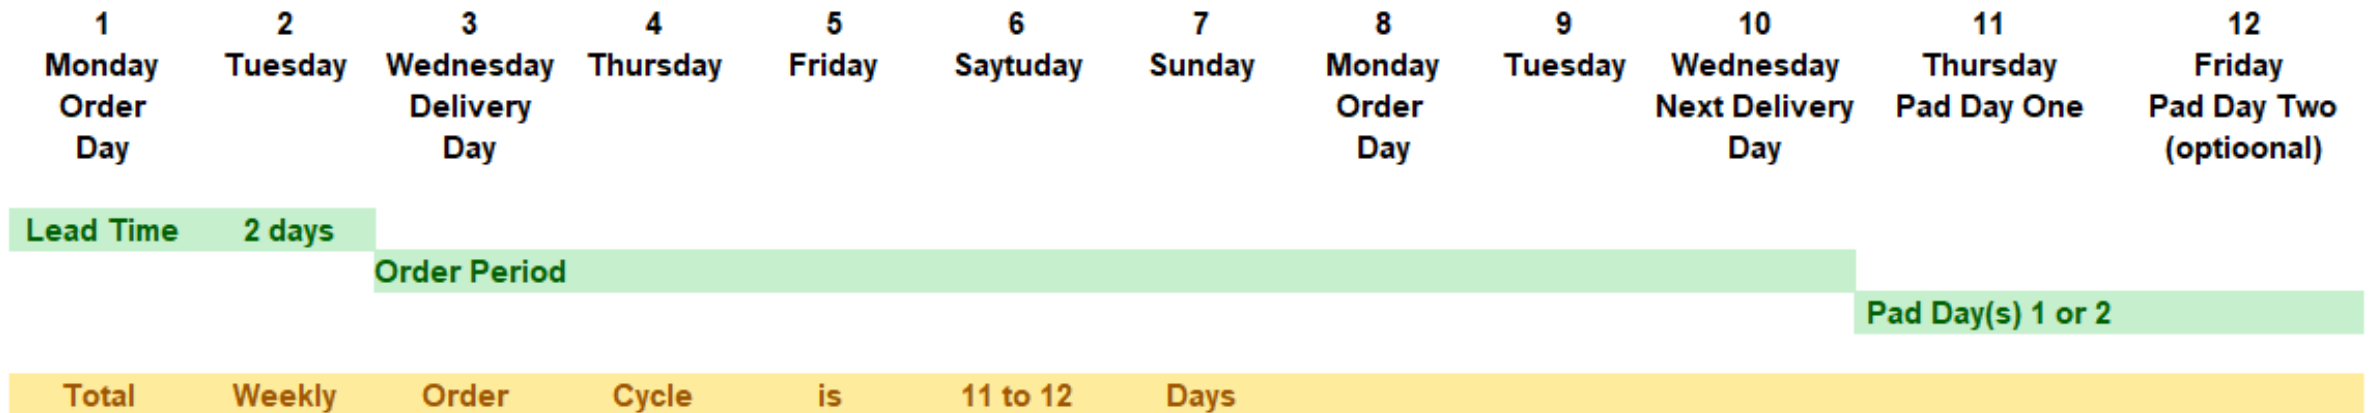 1 2 3 4 5 6 7 8 9 10 11 12
Monday Tuesday Wednesday Thursday Friday Saytuday Sunday Monday Tuesday Wednesday Thursday Friday
Order Delivery Order Next Delivery Pad Day One Pad Day Two
Day Day Day Day (optioonal)
Lead Time 2 days
Order Period
Pad Day(s) 1 or 2
Total Weekly Order Cycle is 11 to 12 Days